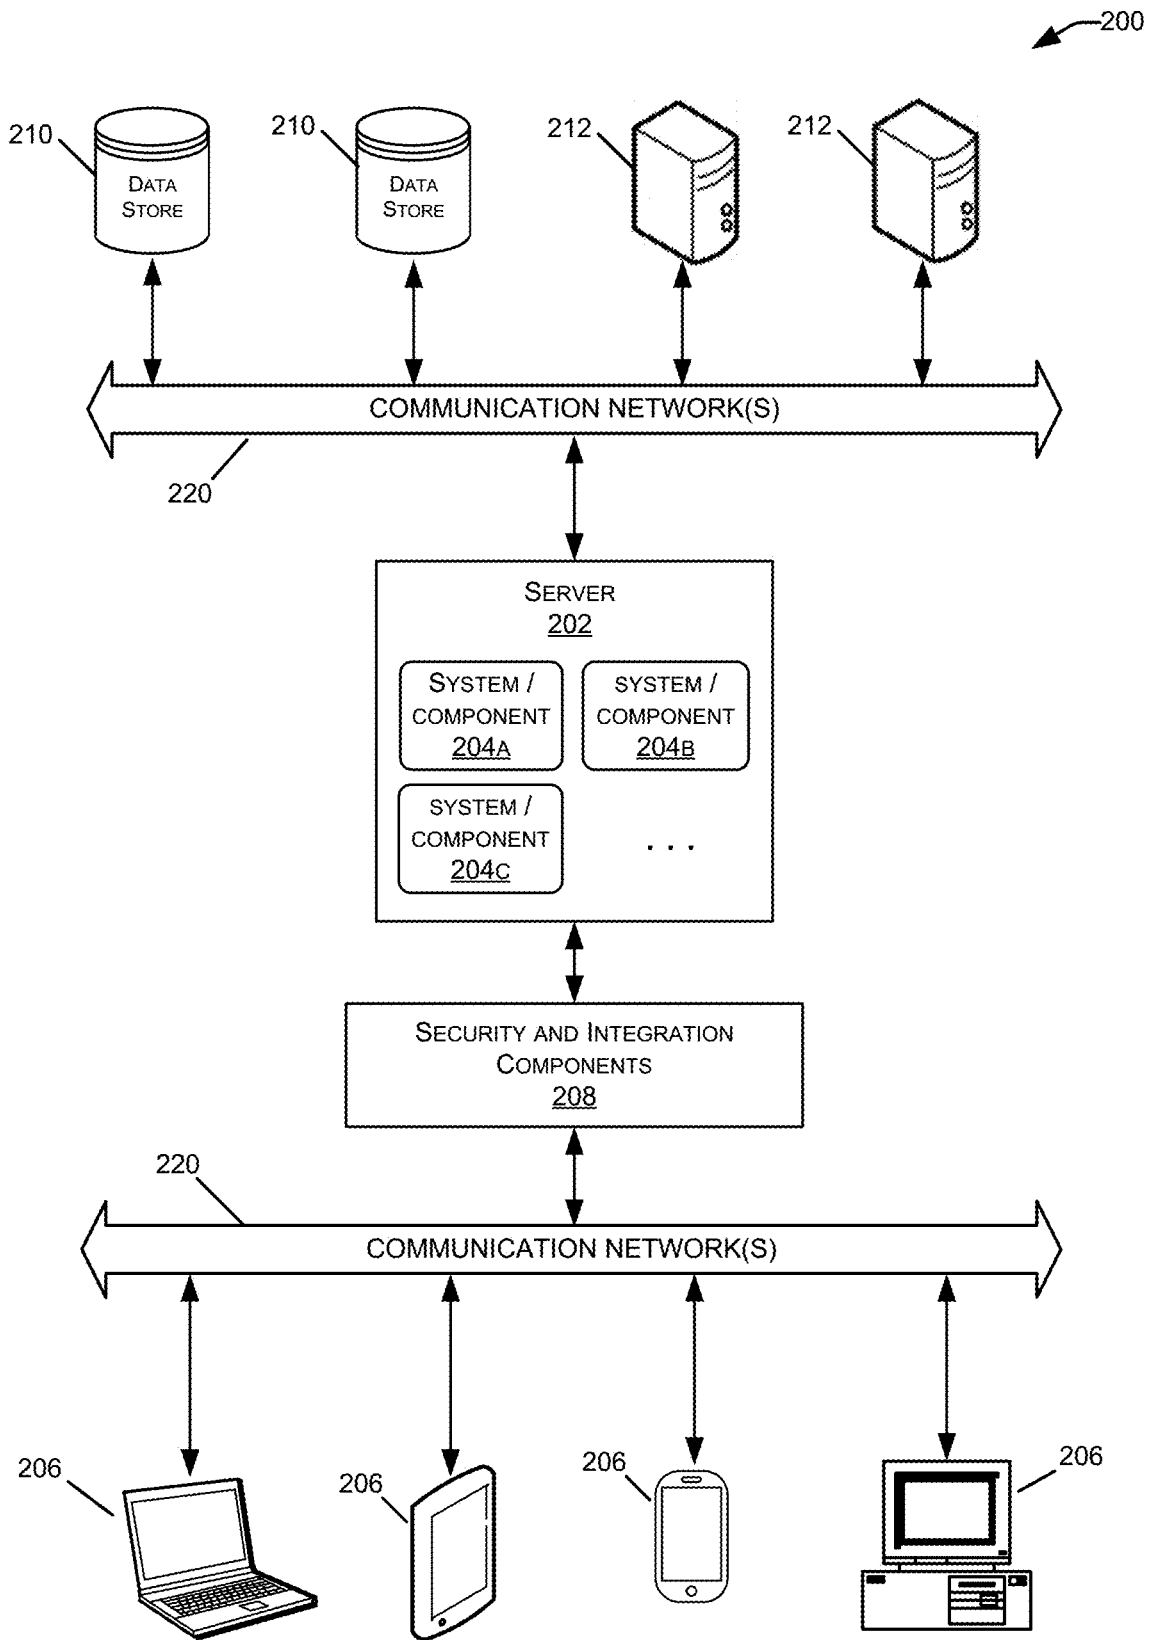 200
210
210
212
212
DATA
STORE
DATA
STORE
COMMUNICATION NETWORK(S)
220
SERVER
202
SYSTEM /
COMPONENT
204A
SYSTEM /
COMPONENT
204B
SYSTEM /
COMPONENT
204C
. . .
SECURITY AND INTEGRATION
COMPONENTS
208
220
COMMUNICATION NETWORK(S)
206
206
206
206